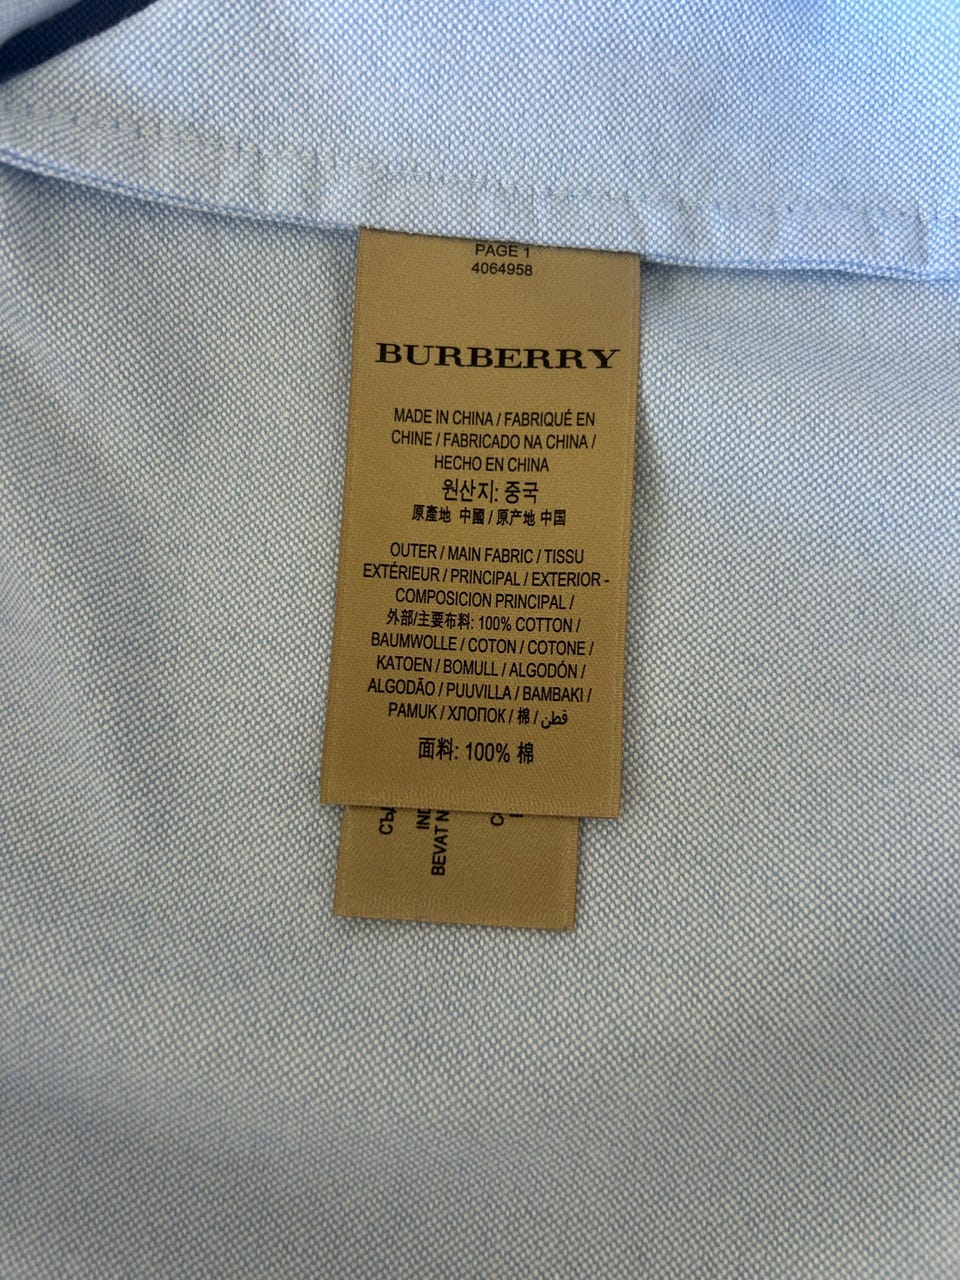 PAGE 1
4064958
BURBERRY
MADE IN CHINA / FABRIQUÉ EN
CHINE / FABRICADO NA CHINA /
HECHO EN CHINA
원산지: 중국
原產地 中國 / 原产地 中国
OUTER / MAIN FABRIC / TISSU
EXTÉRIEUR / PRINCIPAL / EXTERIOR -
COMPOSICION PRINCIPAL /
外部/主要布料: 100% COTTON /
BAUMWOLLE / COTON / COTONE /
KATOEN / BOMULL / ALGODÓN /
ALGODÃO / PUUVILLA / BAMBAKI /
PAMUK / ХЛОПОК / 棉 / قطن
面料: 100% 棉
BEVAT